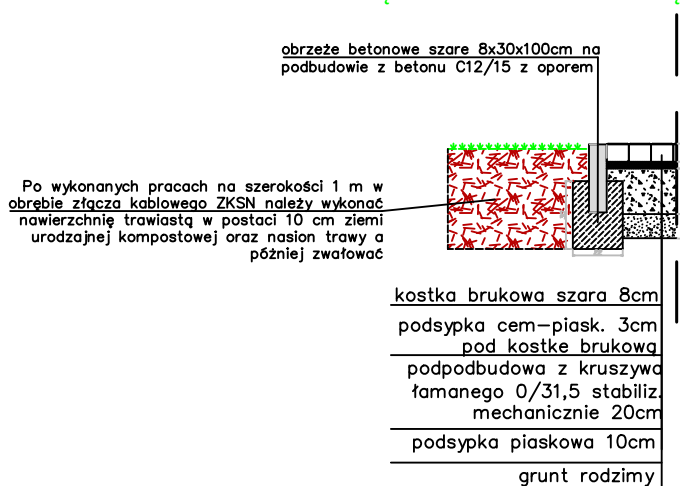 obrzeże betonowe szare 8x30x100cm na
podbudowie z betonu C12/15 z oporem
Po wykonanych pracach na szerokości 1 m w
obrębie złącza kablowego ZKSN należy wykonać
nawierzchnię trawiastą w postaci 10 cm ziemi
urodzajnej kompostowej oraz nasion trawy a
później zwałować
kostka brukowa szara 8cm
podsypka cem-piask. 3cm
pod kostke brukową
podpodbudowa z kruszywa
łamanego 0/31,5 stabiliz.
mechanicznie 20cm
podsypka piaskowa 10cm
grunt rodzimy